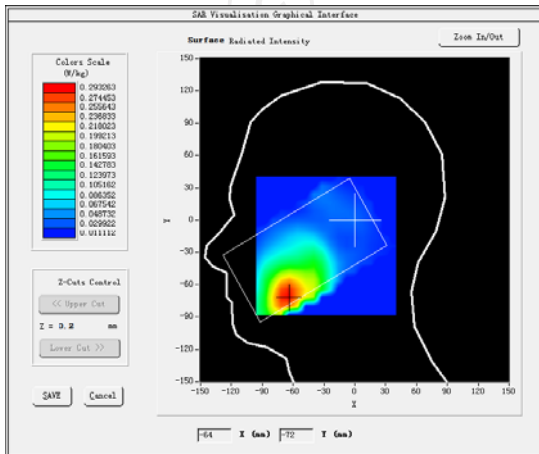 SAR Visualisation Graphical Interface
Surface Radiated Intensity
Zoom In/Out
Colors Scale
(W/kg)
0.293263
0.274453
0.255643
0.236833
0.218023
0.199213
0.180403
0.161593
0.142783
0.123973
0.105162
0.086352
0.067542
0.048732
0.029922
0.011112
Z-Cuts Control
<< Upper Cut
Z = 0.2 mm
Lower Cut >>
SAVE
Cancel
Y
150
120
90
60
30
0
-30
-60
-90
-120
-150
-150 -120 -90 -60 -30 0 30 60 90 120 150
X
-64 X (mm) -72 Y (mm)